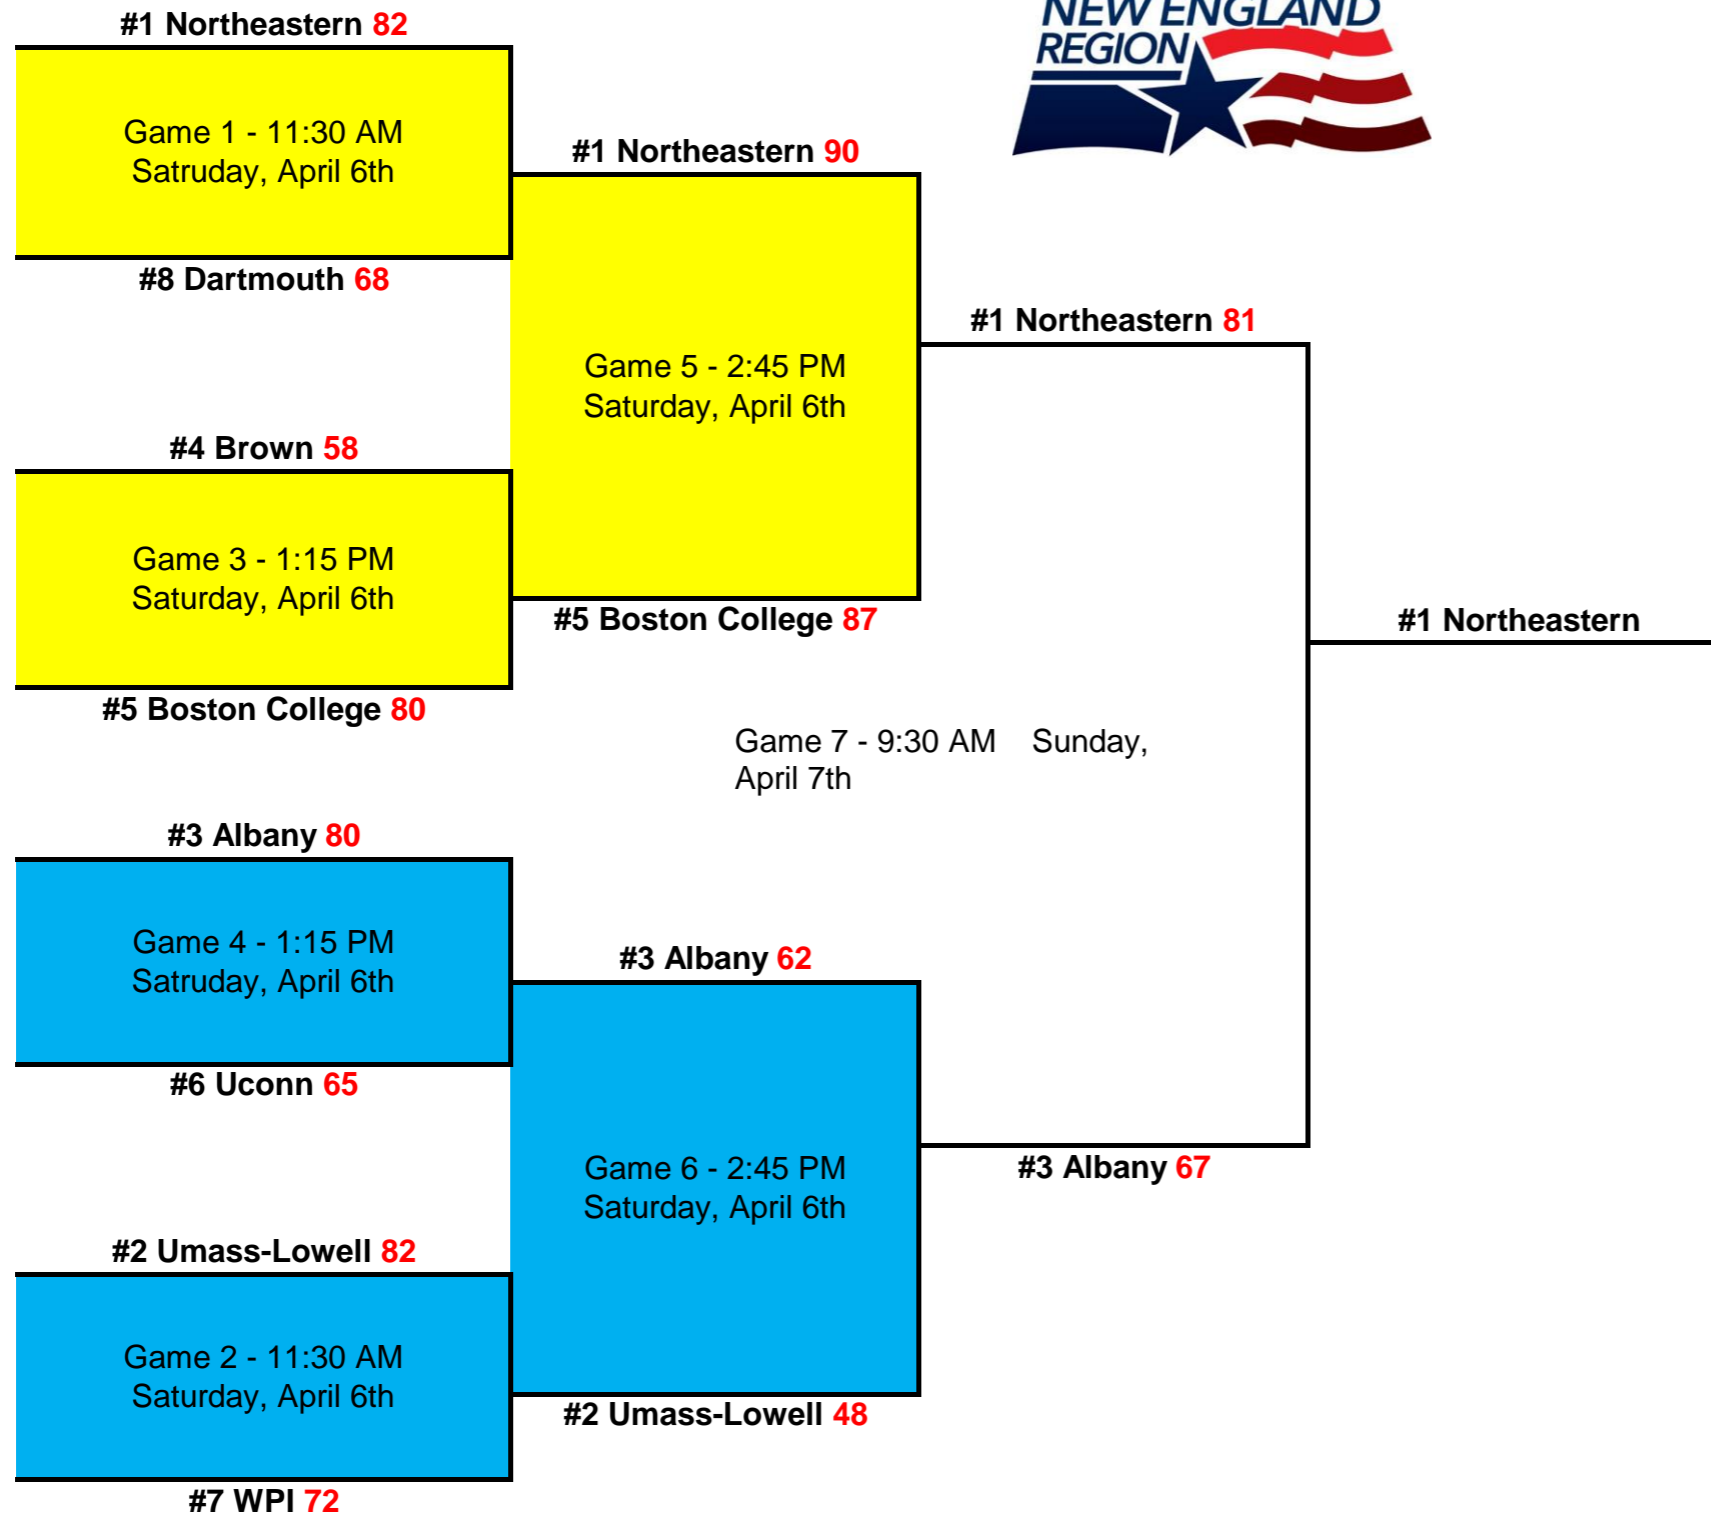 NEW ENGLAND
REGION
#1 Northeastern 82
Game 1 - 11:30 AM
Satruday, April 6th
#8 Dartmouth 68
#1 Northeastern 90
Game 5 - 2:45 PM
Saturday, April 6th
#5 Boston College 87
#4 Brown 58
Game 3 - 1:15 PM
Saturday, April 6th
#5 Boston College 80
#1 Northeastern 81
Game 7 - 9:30 AM Sunday,
April 7th
#1 Northeastern
#3 Albany 80
Game 4 - 1:15 PM
Satruday, April 6th
#6 Uconn 65
#3 Albany 62
Game 6 - 2:45 PM
Saturday, April 6th
#2 Umass-Lowell 48
#3 Albany 67
#2 Umass-Lowell 82
Game 2 - 11:30 AM
Saturday, April 6th
#7 WPI 72